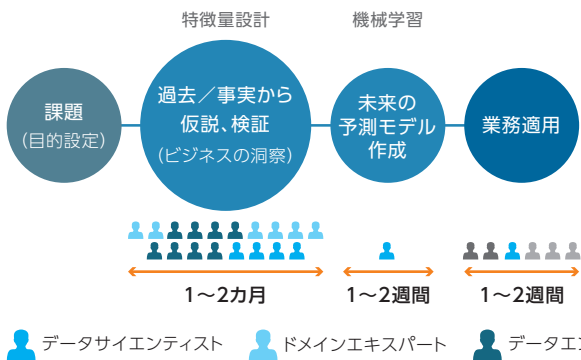 特徴量設計
機械学習
課題
(目的設定)
過去／事実から
仮説、検証
(ビジネスの洞察)
未来の
予測モデル
作成
業務適用
1～2カ月
1～2週間
1～2週間
データサイエンティスト
ドメインエキスパート
データエ